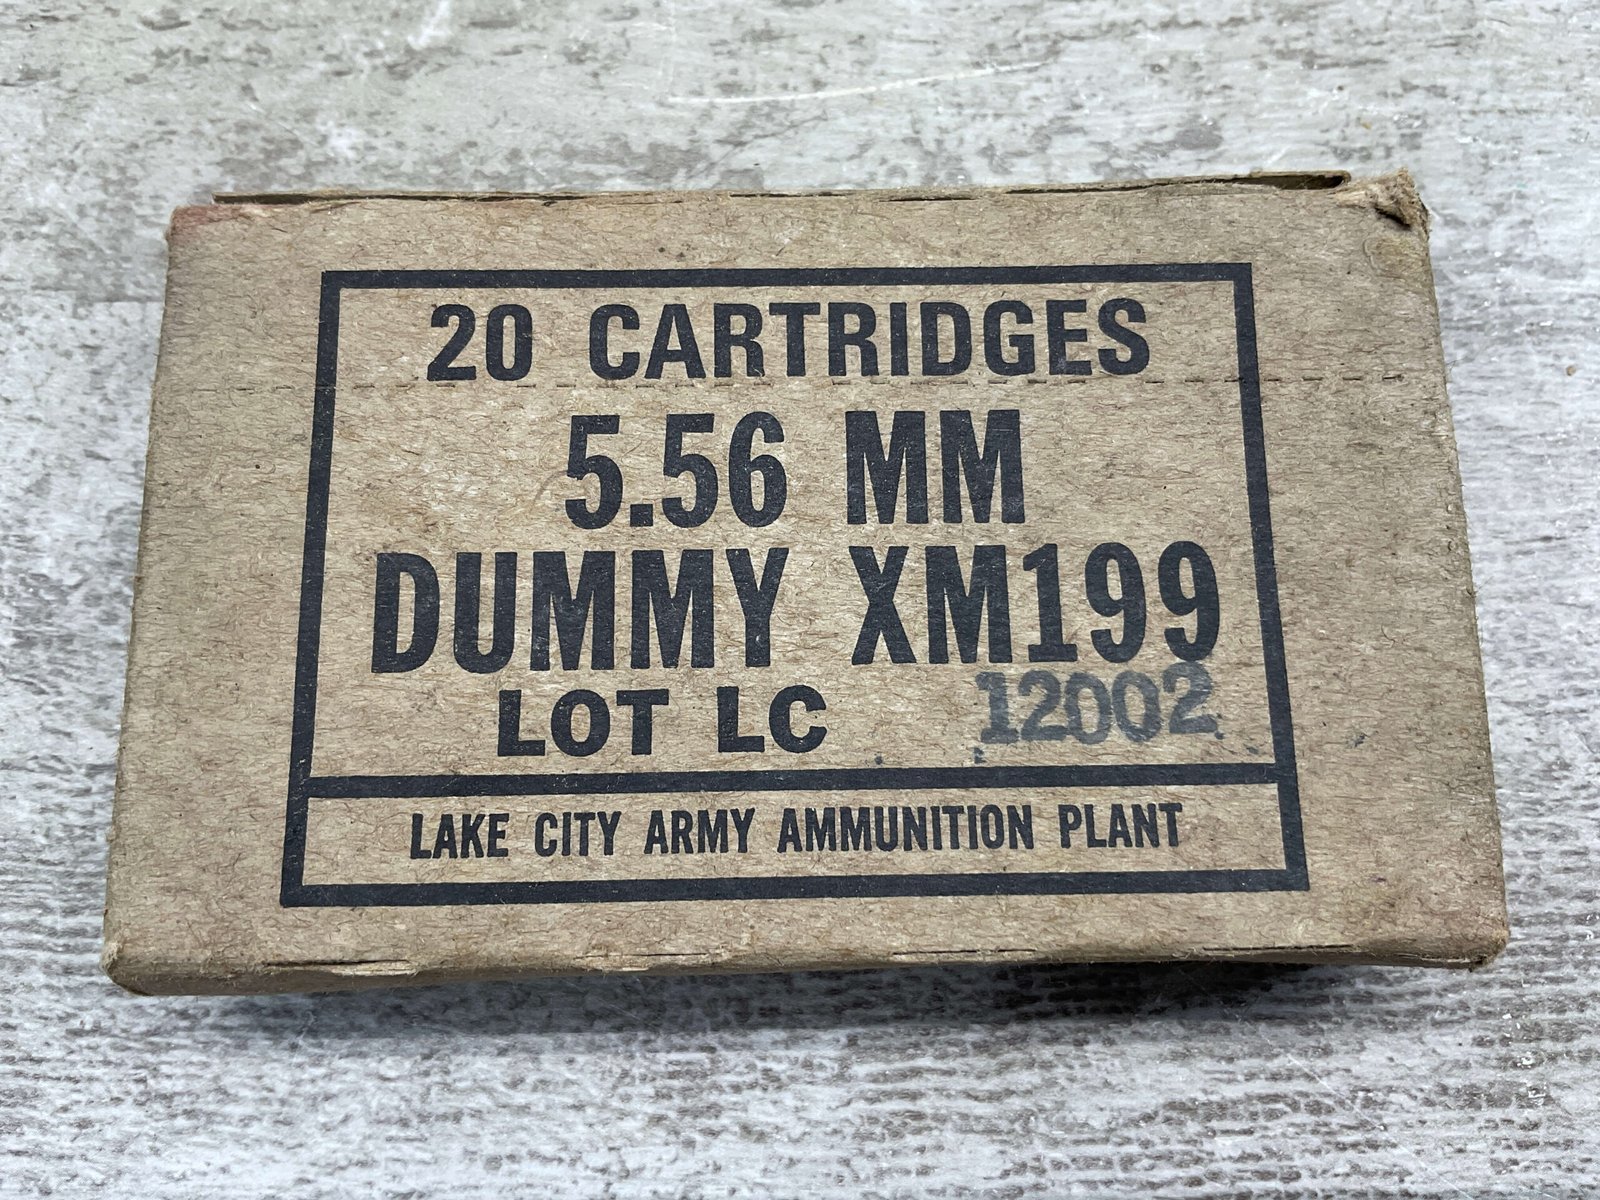 20 CARTRIDGES
5.56 MM
DUMMY XM199
LOT LC 12002
LAKE CITY ARMY AMMUNITION PLANT